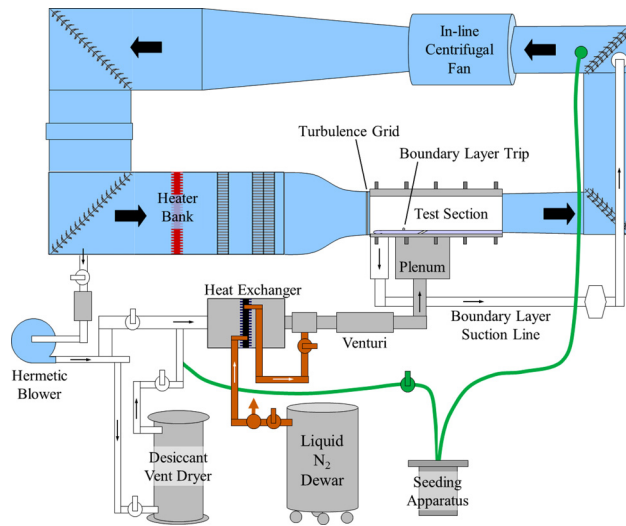 In-line
Centrifugal
Fan
Turbulence Grid
Boundary Layer Trip
Heater
Bank
Test Section
Plenum
Heat Exchanger
Venturi
Boundary Layer
Suction Line
Hermetic
Blower
Desiccant
Vent Dryer
Liquid
N2
Dewar
Seeding
Apparatus